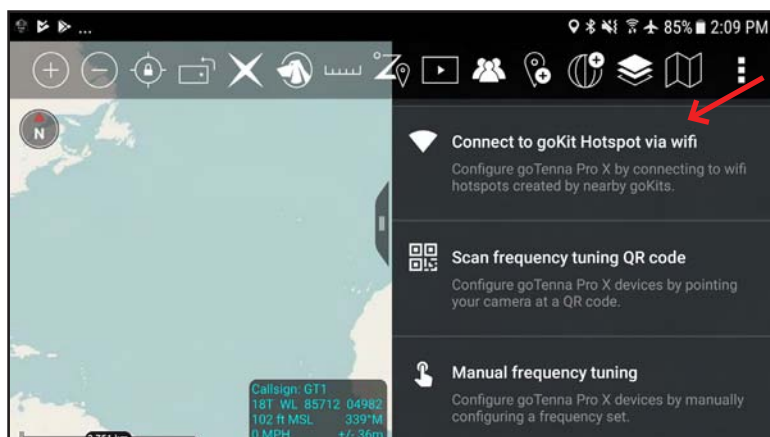 ... 85% 2:09 PM
Z
N
Connect to goKit Hotspot via wifi
Configure goTenna Pro X by connecting to wifi
hotspots created by nearby goKits.
Scan frequency tuning QR code
Configure goTenna Pro X devices by pointing
your camera at a QR code.
Manual frequency tuning
Configure goTenna Pro X devices by manually
configuring a frequency set.
Callsign: GT1
18T WL 85712 04982
102 ft MSL 339°M
0 MPH +/- 36m